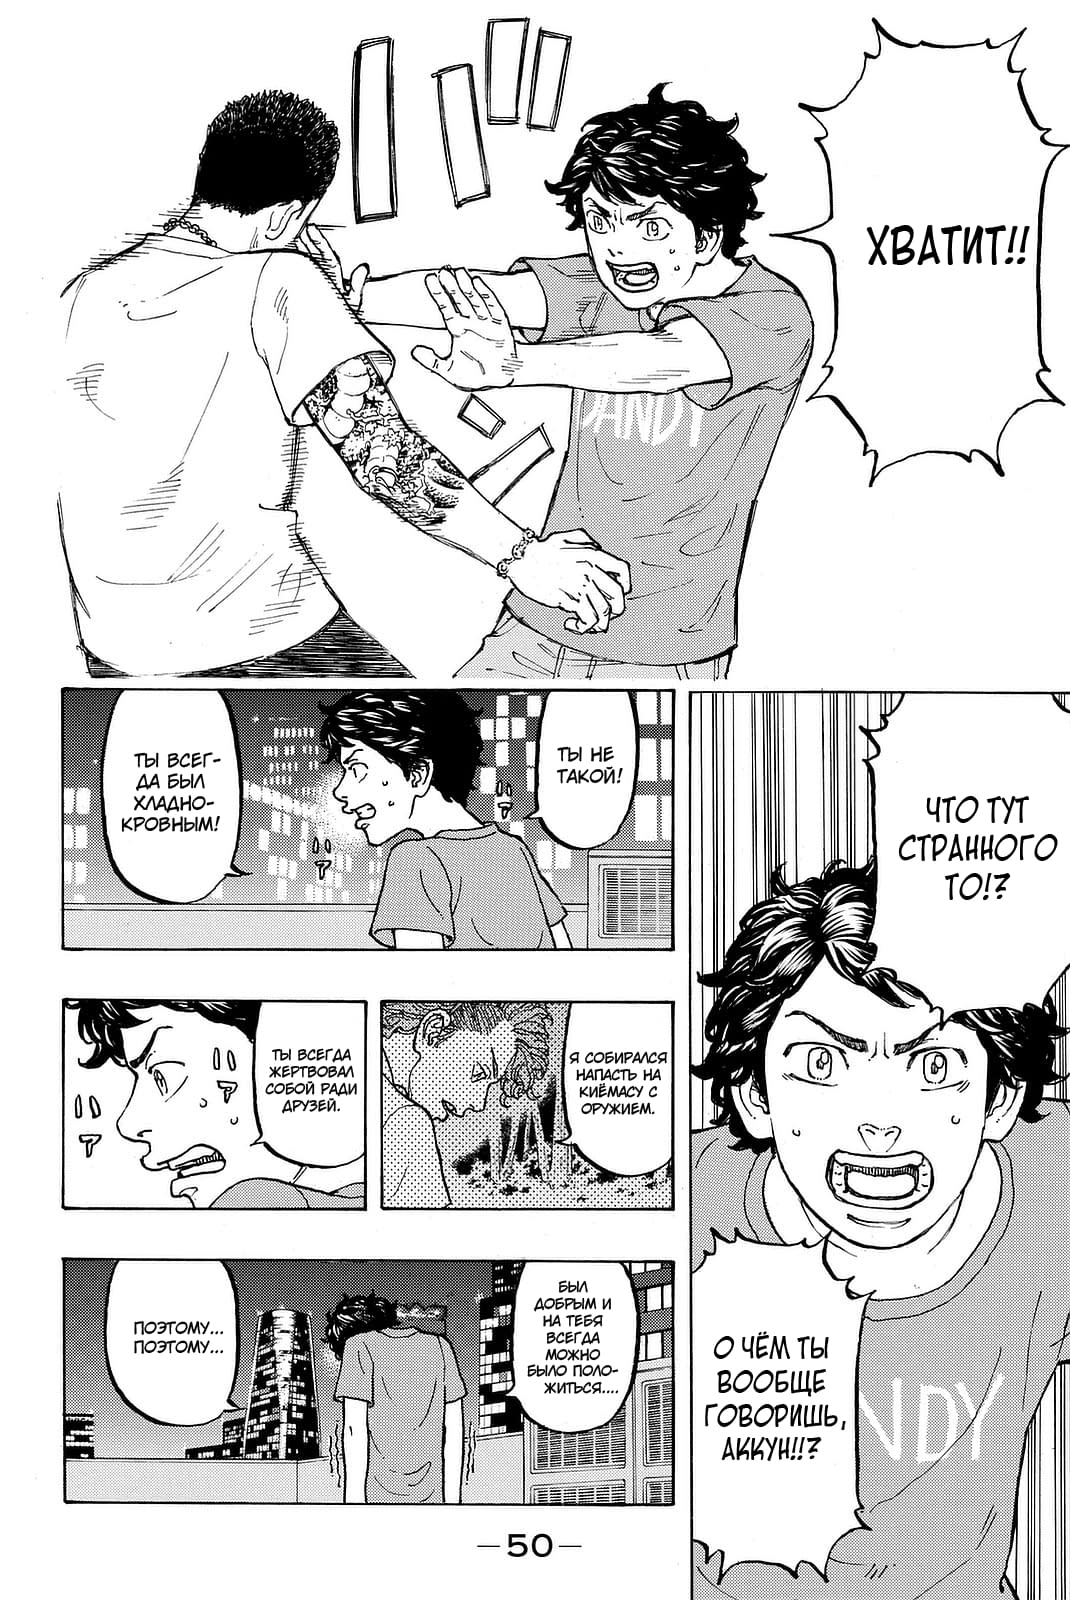 ХВАТИТ!!
DANDY
ЧТО ТУТ
СТРАННОГО
ТО!?
О ЧЁМ ТЫ
ВООБЩЕ
ГОВОРИШЬ,
АККУН!!?
NDY
ТЫ НЕ
ТАКОЙ!
ТЫ ВСЕГ-
ДА БЫЛ
ХЛАДНО-
КРОВНЫМ!
Я СОБИРАЛСЯ
НАПАСТЬ НА
КИЁМАСУ С
ОРУЖИЕМ.
ТЫ ВСЕГДА
ЖЕРТВОВАЛ
СОБОЙ РАДИ
ДРУЗЕЙ.
БЫЛ
ДОБРЫМ И
НА ТЕБЯ
ВСЕГДА
МОЖНО
БЫЛО ПОЛО-
ЖИТЬСЯ....
ПОЭТОМУ...
ПОЭТОМУ...
—50—